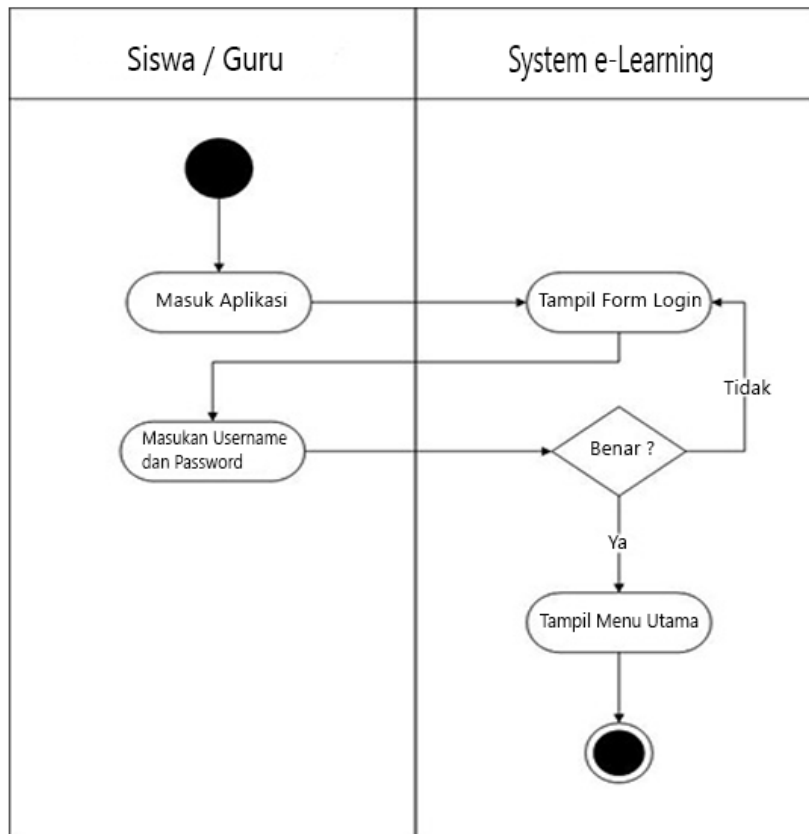 Siswa / Guru
System e-Learning
Masuk Aplikasi
Tampil Form Login
Tidak
Masukan Username
dan Password
Benar ?
Ya
Tampil Menu Utama